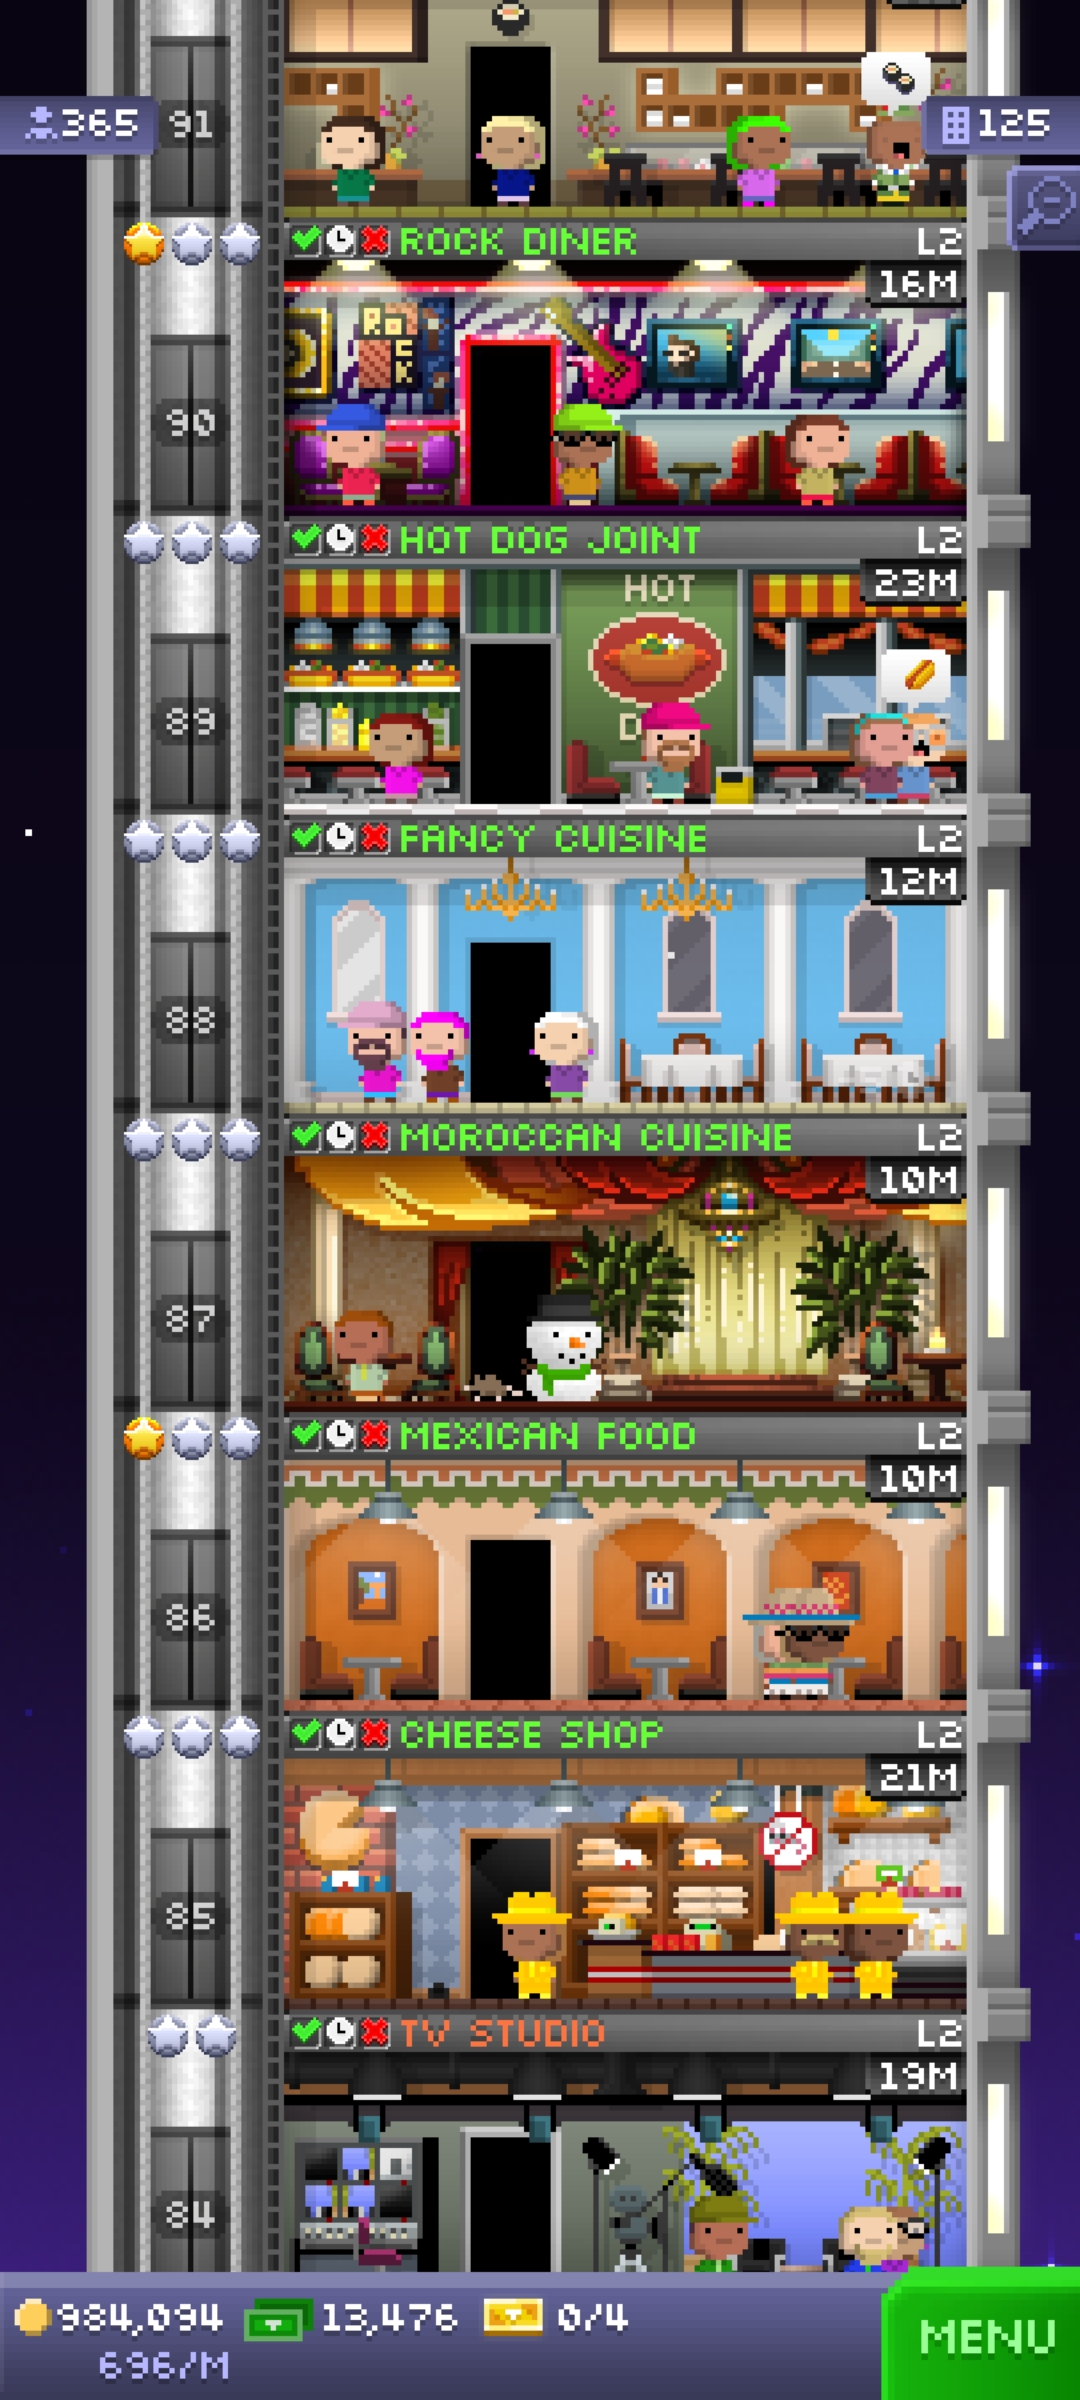 365
91
125
ROCK DINER L2
16M
ROCK
90
HOT DOG JOINT L2
23M
HOT
D
89
FANCY CUISINE L2
12M
88
MOROCCAN CUISINE L2
10M
87
MEXICAN FOOD L2
10M
86
CHEESE SHOP L2
21M
85
TV STUDIO L2
19M
84
984,094 13,476 0/4
696/M
MENU